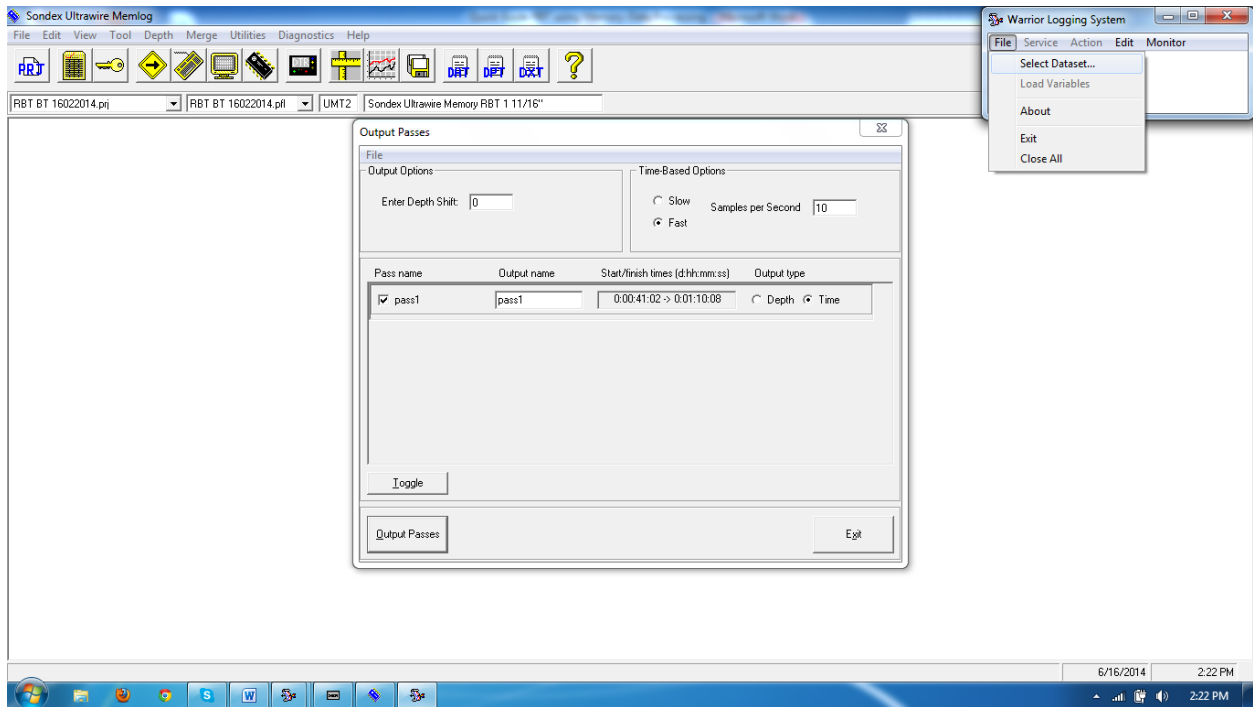 Sondex Ultrawire Memlog
File Edit View Tool Depth Merge Utilities Diagnostics Help
PRJ DIR DRT DPT DXT ?
RBT BT 16022014.prj RBT BT 16022014.pfl UMT2 Sondex Ultrawire Memory RBT 1 11/16"
Warrior Logging System
File Service Action Edit Monitor
Select Dataset...
Load Variables
About
Exit
Close All
Output Passes
File
Output Options
Enter Depth Shift: 0
Time-Based Options
Slow
Fast
Samples per Second 10
Pass name Output name Start/finish times (d:hh:mm:ss) Output type
pass1 pass1 0:00:41:02 -> 0:01:10:08 Depth Time
Toggle
Output Passes
Exit
6/16/2014 2:22 PM
S W 2:22 PM